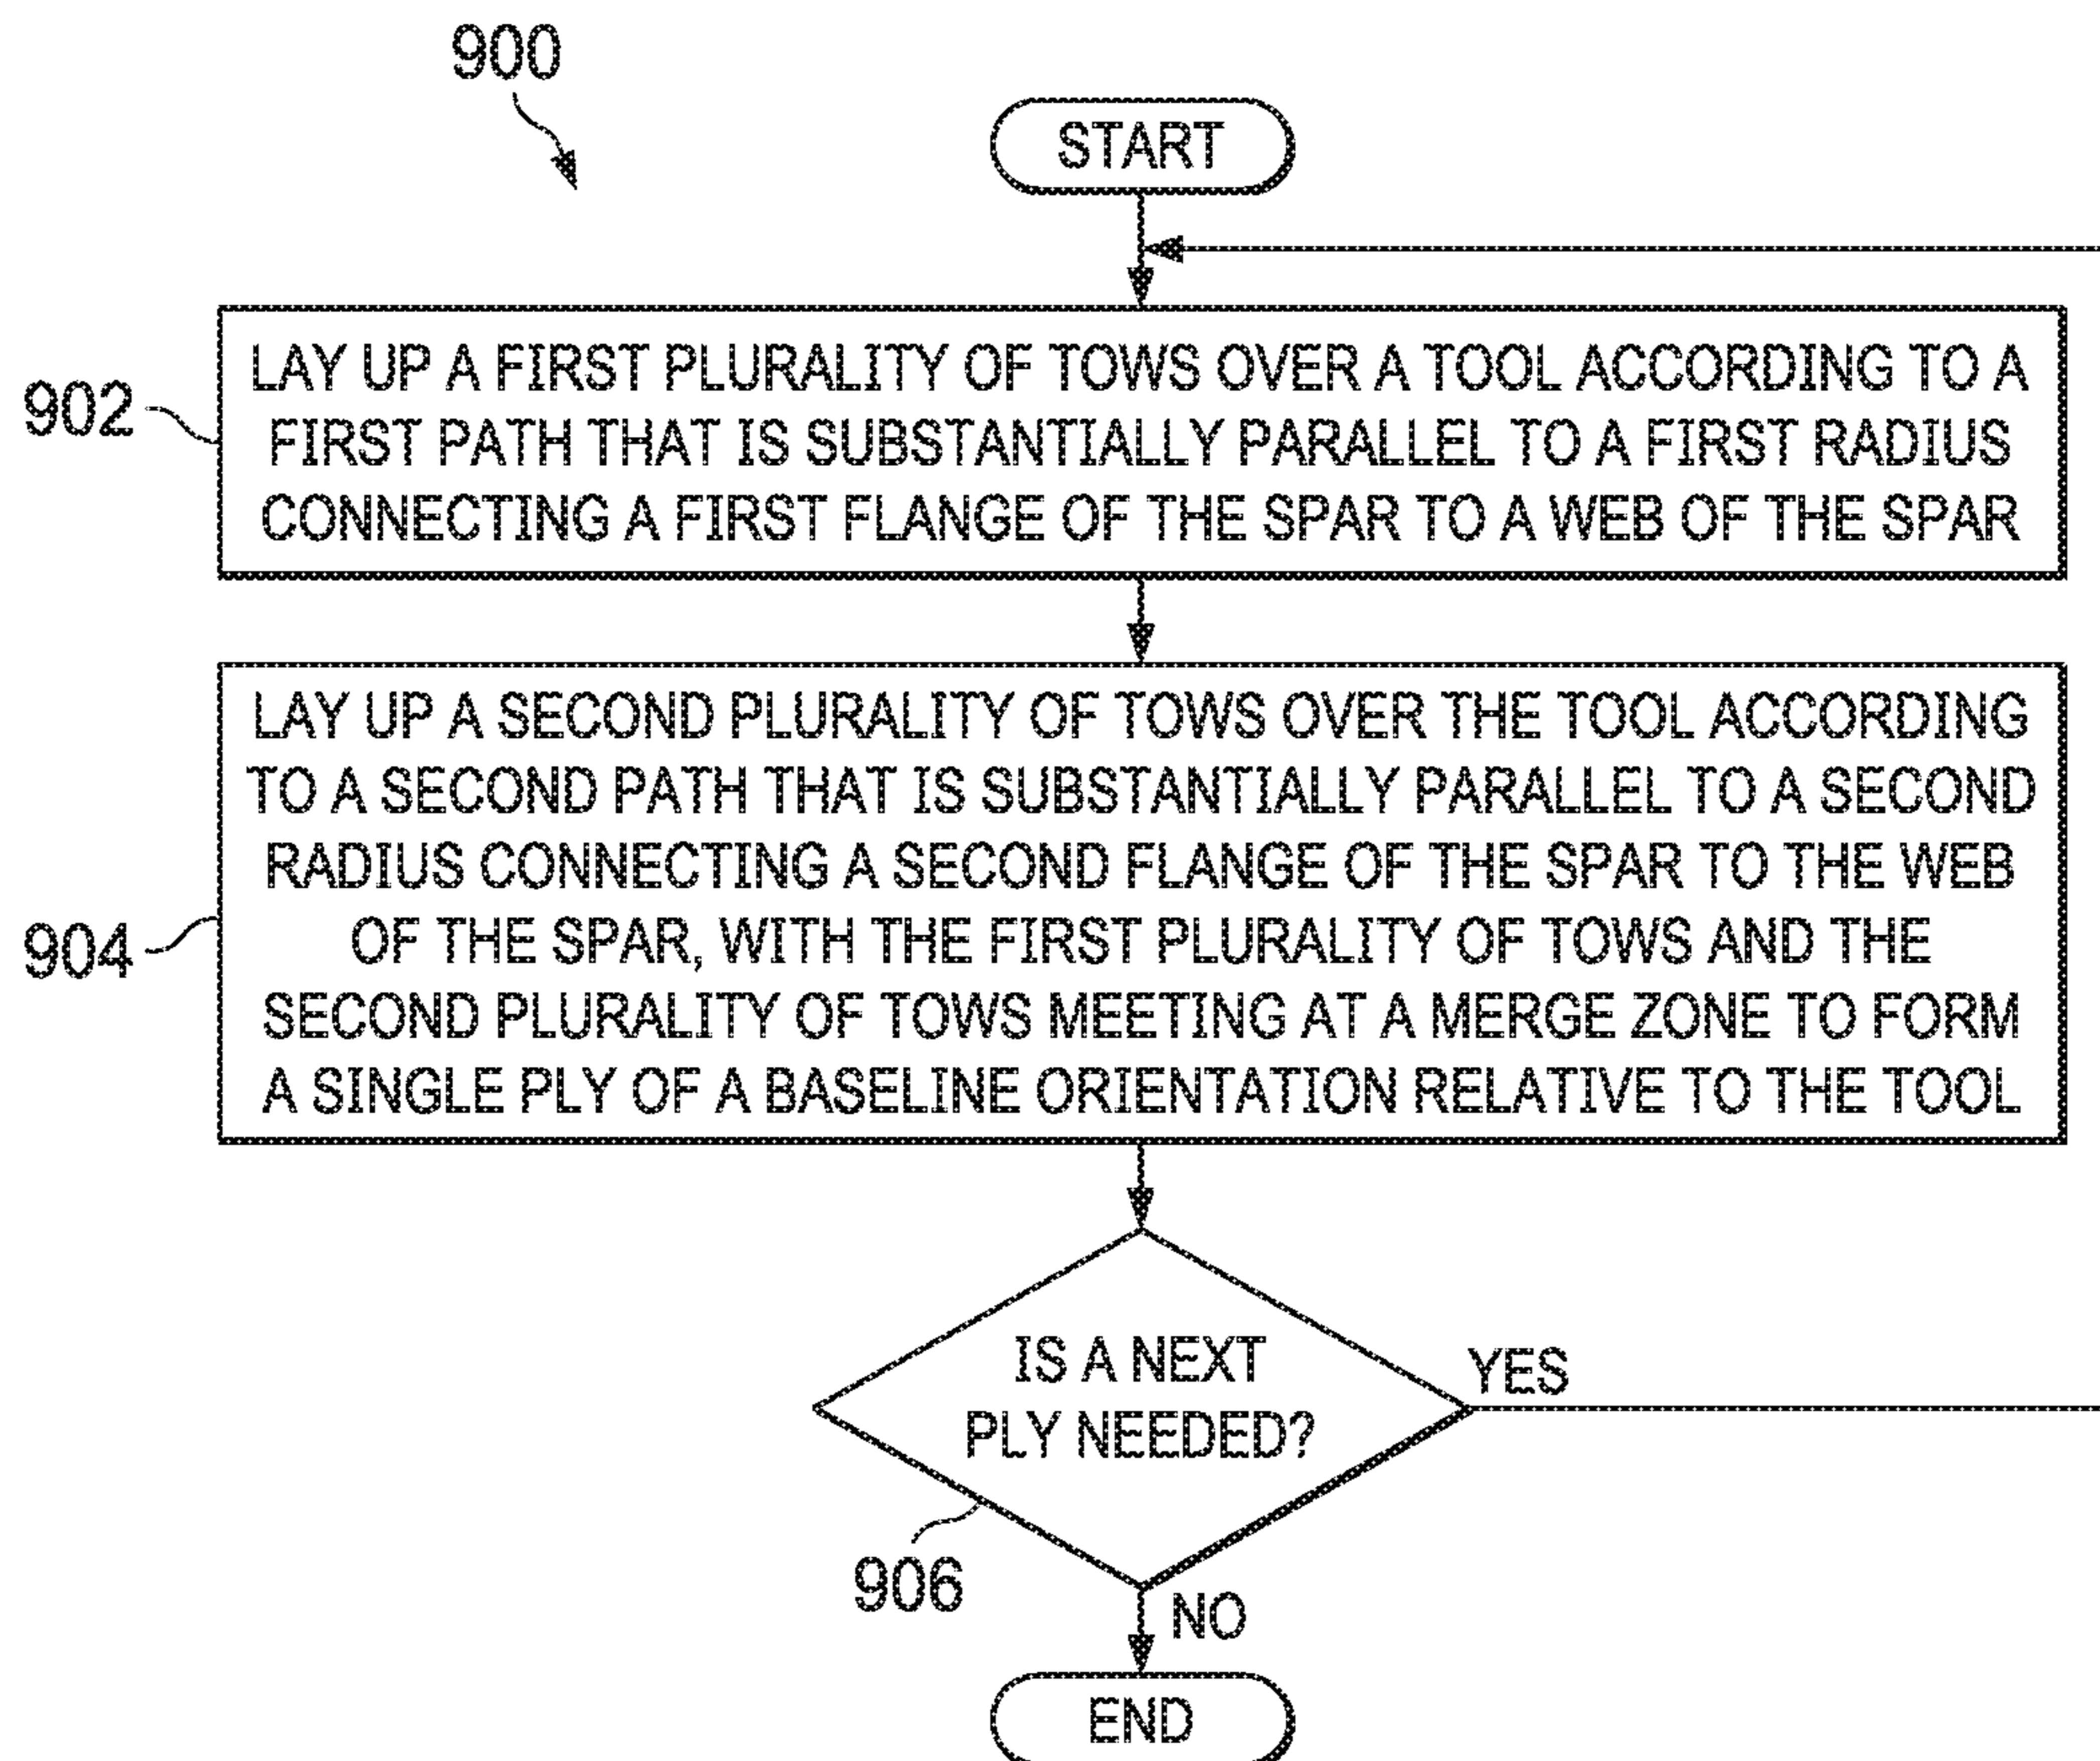 900
START
902
LAY UP A FIRST PLURALITY OF TOWS OVER A TOOL ACCORDING TO A
FIRST PATH THAT IS SUBSTANTIALLY PARALLEL TO A FIRST RADIUS
CONNECTING A FIRST FLANGE OF THE SPAR TO A WEB OF THE SPAR
904
LAY UP A SECOND PLURALITY OF TOWS OVER THE TOOL ACCORDING
TO A SECOND PATH THAT IS SUBSTANTIALLY PARALLEL TO A SECOND
RADIUS CONNECTING A SECOND FLANGE OF THE SPAR TO THE WEB
OF THE SPAR, WITH THE FIRST PLURALITY OF TOWS AND THE
SECOND PLURALITY OF TOWS MEETING AT A MERGE ZONE TO FORM
A SINGLE PLY OF A BASELINE ORIENTATION RELATIVE TO THE TOOL
IS A NEXT
PLY NEEDED?
YES
906
NO
END